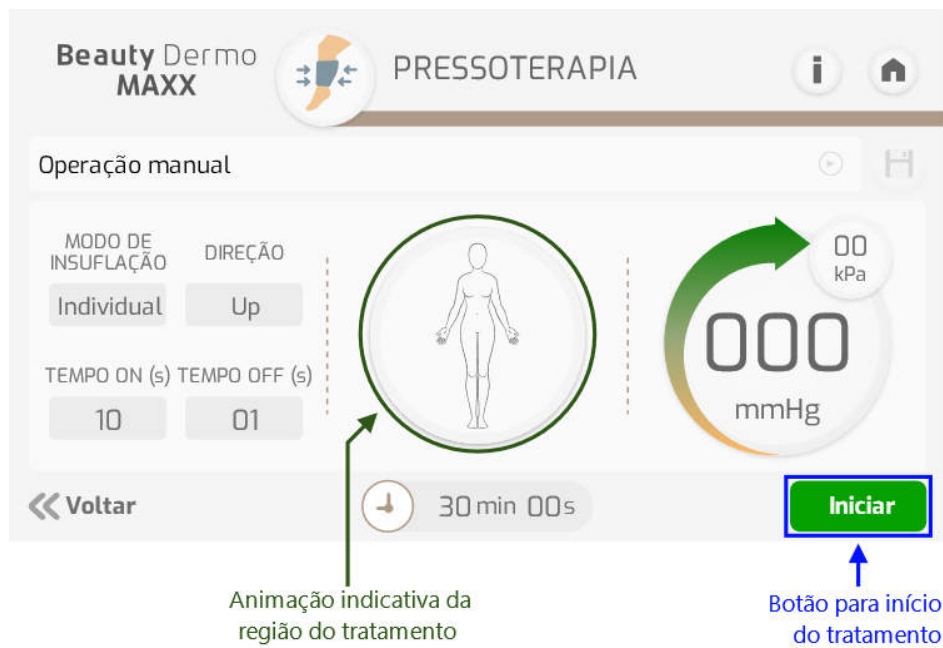 Beauty Dermo
MAXX
PRESSOTERAPIA
i
Operação manual
MODO DE
INSUFLAÇÃO
DIREÇÃO
Individual
Up
TEMPO ON (s)
TEMPO OFF (s)
10
01
00
kPa
000
mmHg
Voltar
30 min 00s
Iniciar
Animação indicativa da
região do tratamento
Botão para início
do tratamento